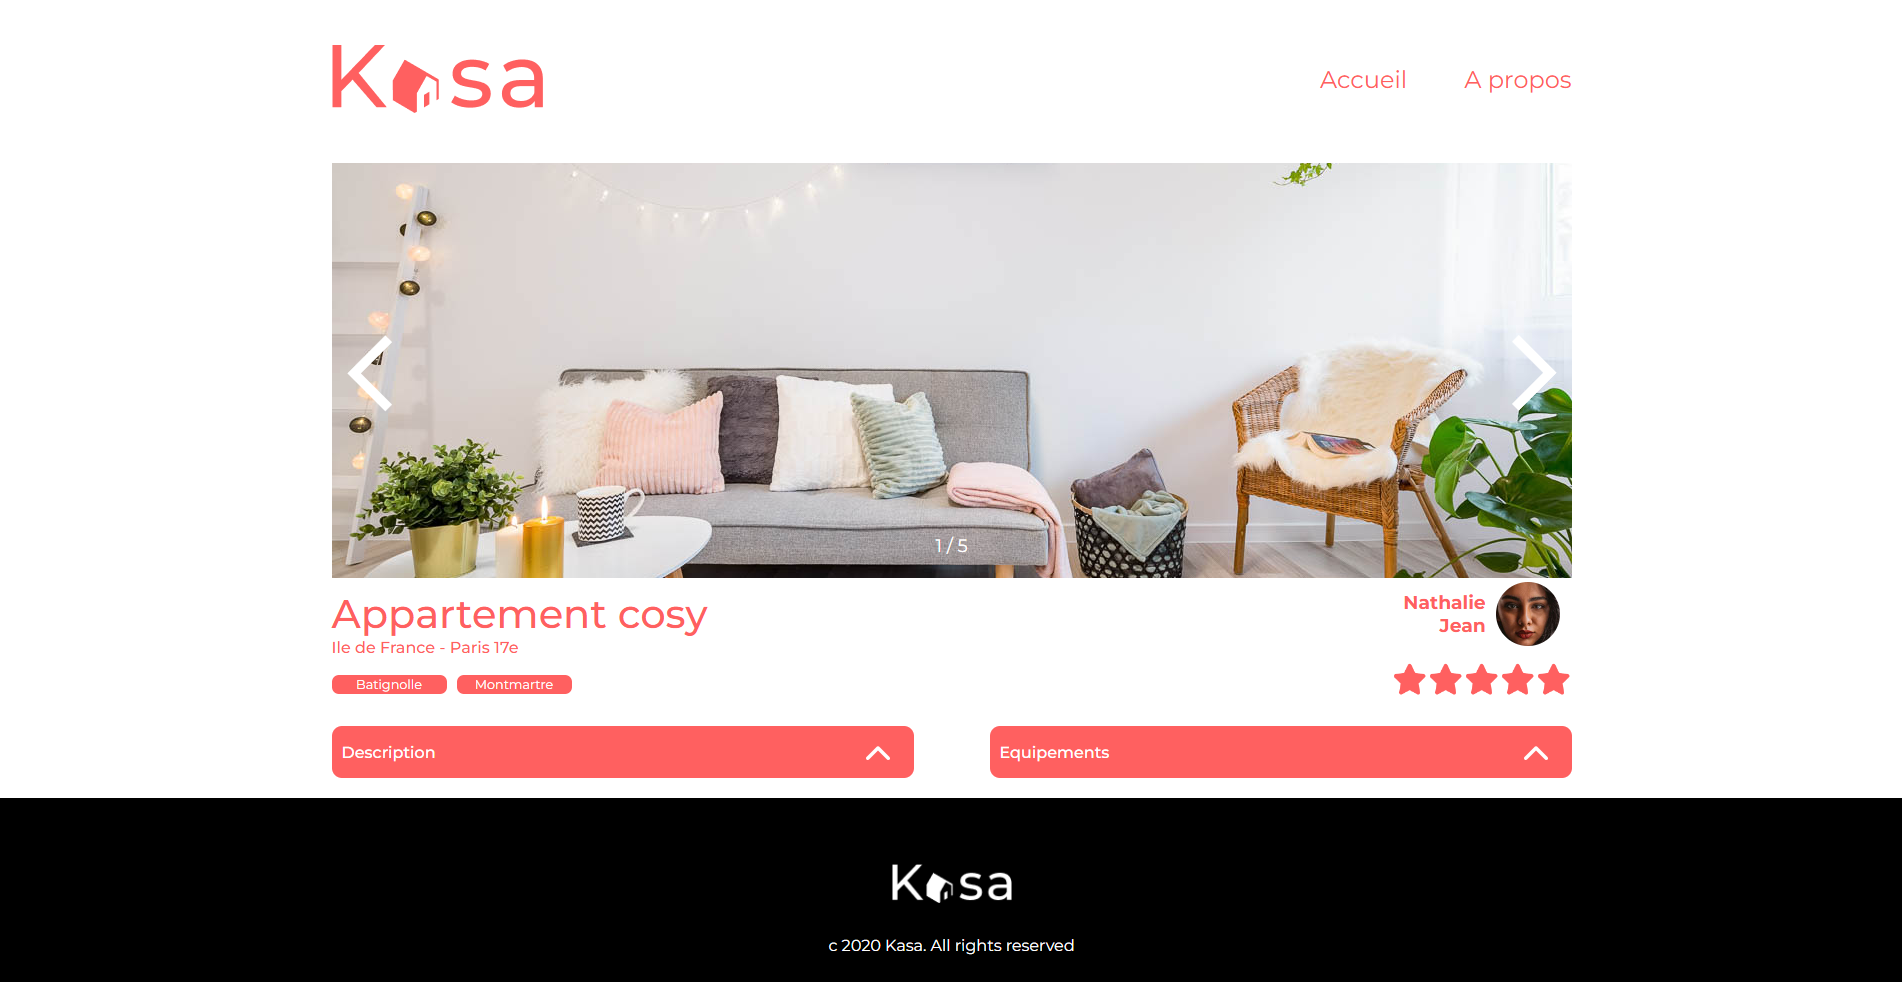 Kasa
Accueil
A propos
1 / 5
Appartement cosy
Ile de France - Paris 17e
Batignolle
Montmartre
Nathalie
Jean
Description
Equipements
Kasa
c 2020 Kasa. All rights reserved